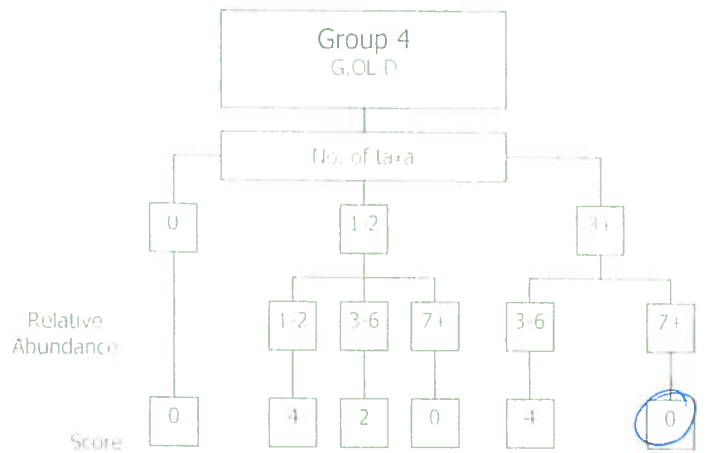 Group 4
G.OL D
No. of taxa
0 1-2 3+
Relative
Abundance
1-2 3-6 7+ 3-6 7+
Score
0 4 2 0 4 0